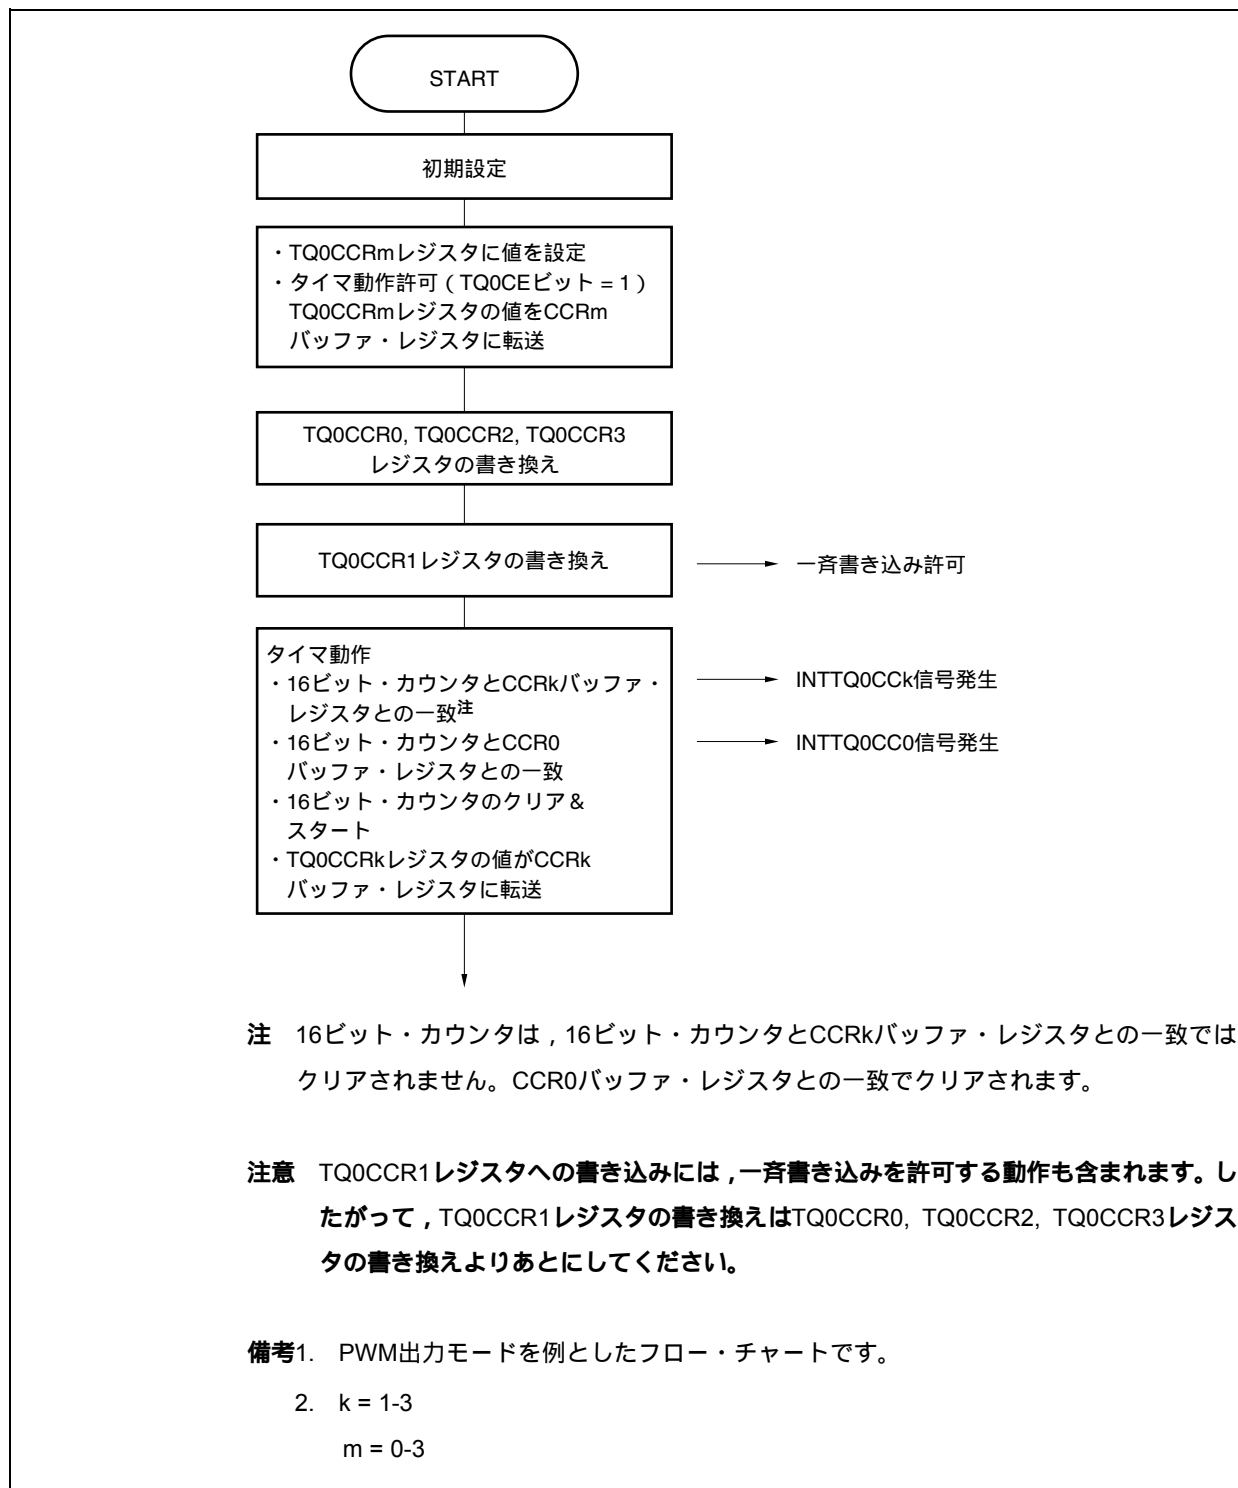 START
初期設定
・TQ0CCRmレジスタに値を設定
・タイマ動作許可（TQ0CEビット = 1）
TQ0CCRmレジスタの値をCCRm
バッファ・レジスタに転送
TQ0CCR0, TQ0CCR2, TQ0CCR3
レジスタの書き換え
TQ0CCR1レジスタの書き換え
一斉書き込み許可
タイマ動作
・16ビット・カウンタとCCRkバッファ・
レジスタとの一致注
INTTQ0CCk信号発生
・16ビット・カウンタとCCR0
バッファ・レジスタとの一致
INTTQ0CC0信号発生
・16ビット・カウンタのクリア＆
スタート
・TQ0CCRkレジスタの値がCCRk
バッファ・レジスタに転送
注 16ビット・カウンタは，16ビット・カウンタとCCRkバッファ・レジスタとの一致では
クリアされません。CCR0バッファ・レジスタとの一致でクリアされます。
注意 TQ0CCR1レジスタへの書き込みには，一斉書き込みを許可する動作も含まれます。し
たがって，TQ0CCR1レジスタの書き換えはTQ0CCR0, TQ0CCR2, TQ0CCR3レジス
タの書き換えよりあとにしてください。
備考1. PWM出力モードを例としたフロー・チャートです。
2. k = 1-3
m = 0-3